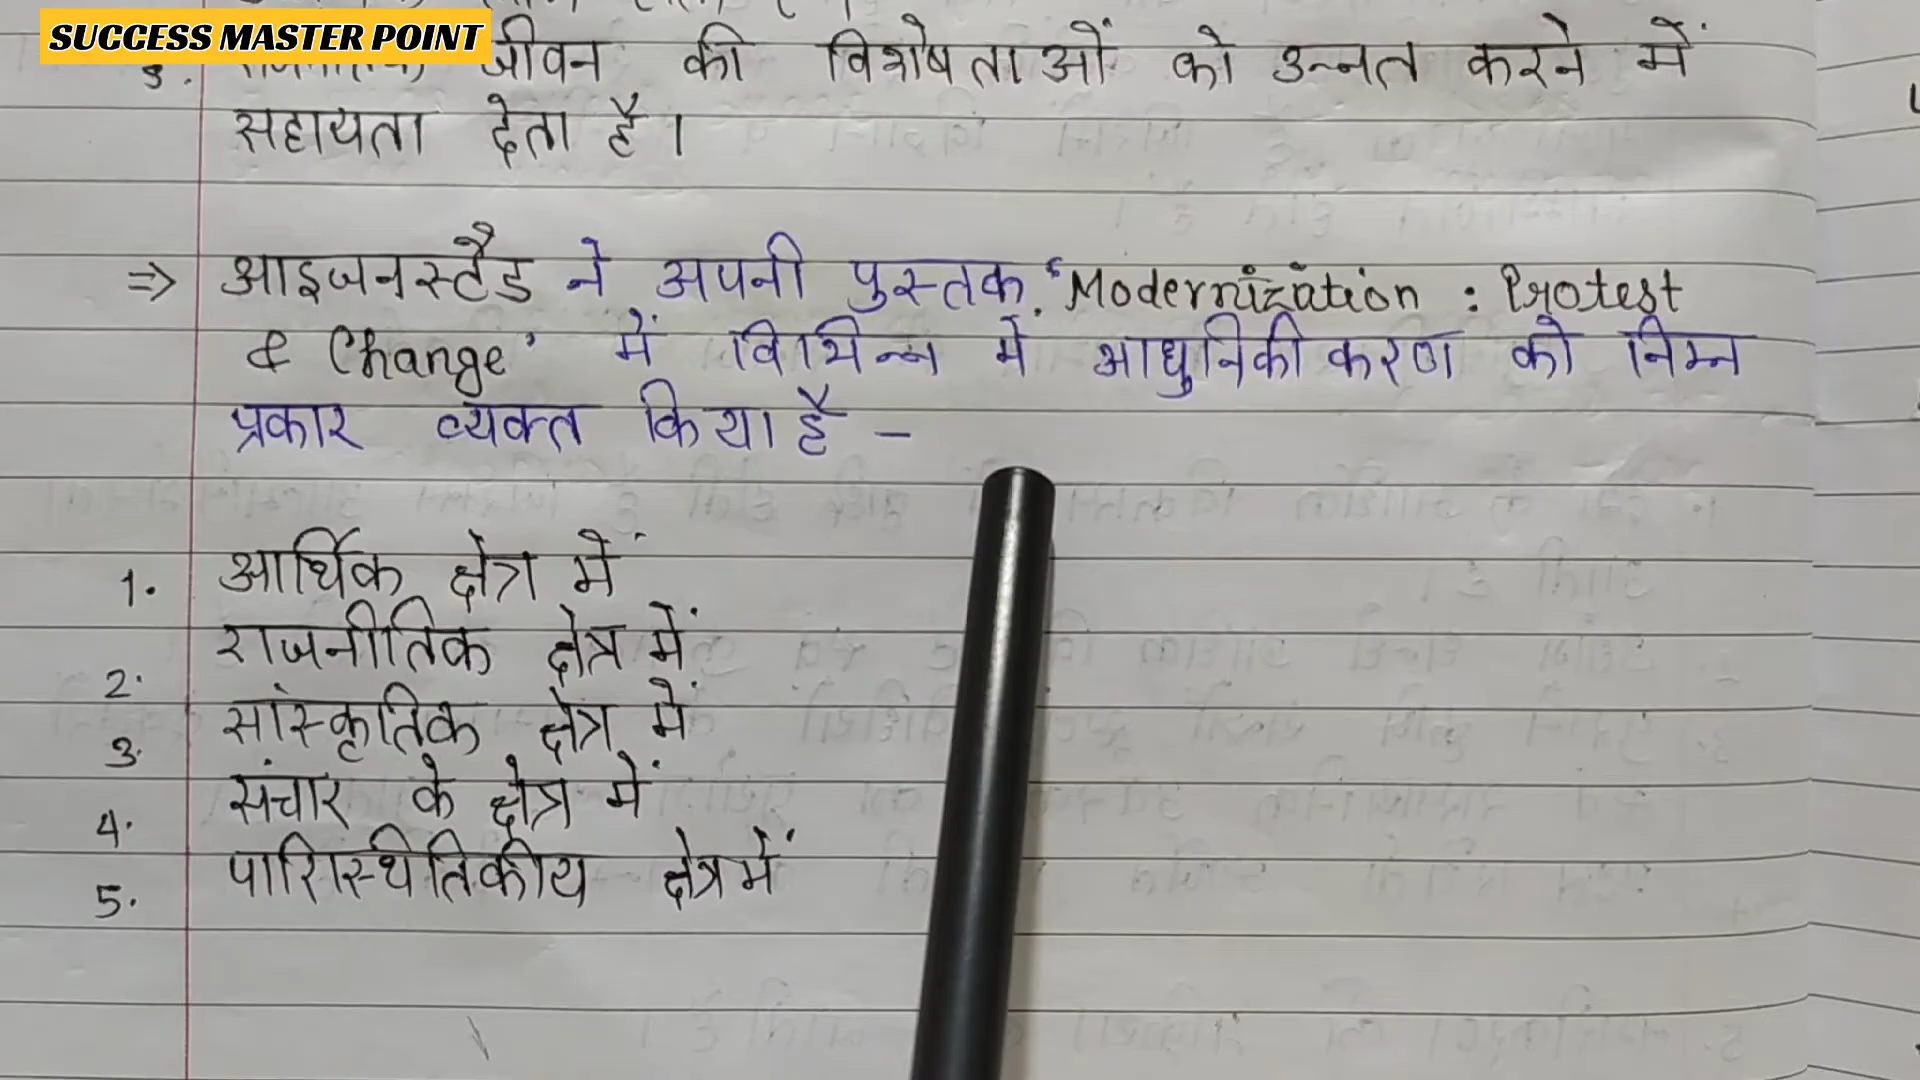 SUCCESS MASTER POINT
जीवन की विशेषताओं को उन्नत करने में
सहायता देता है।
⇒ आइजनस्टैड ने अपनी पुस्तक 'Modernization : Protest
& Change' में विभिन्न मे आधुनिकीकरण को निम्न
प्रकार व्यक्त किया है –
1. आर्थिक क्षेत्र में
2. राजनीतिक क्षेत्र में
3. सांस्कृतिक क्षेत्र में
4. संचार के क्षेत्र में
5. पारिस्थितिकीय क्षेत्र में